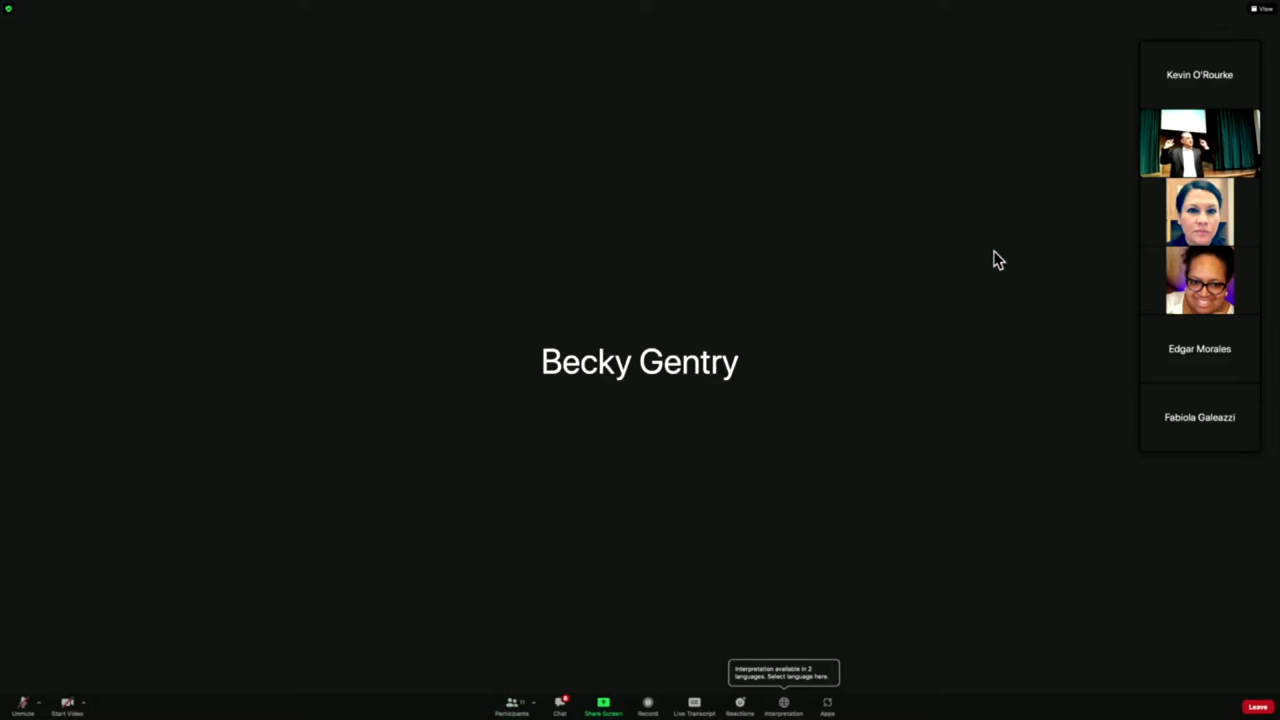 View
Kevin O'Rourke
Becky Gentry
Edgar Morales
Fabiola Galeazzi
Interpretation available in 2
languages. Select language here.
Unmute
Start Video
Participants
11
Chat
Share Screen
Record
Live Transcript
Reactions
Interpretation
Apps
Leave